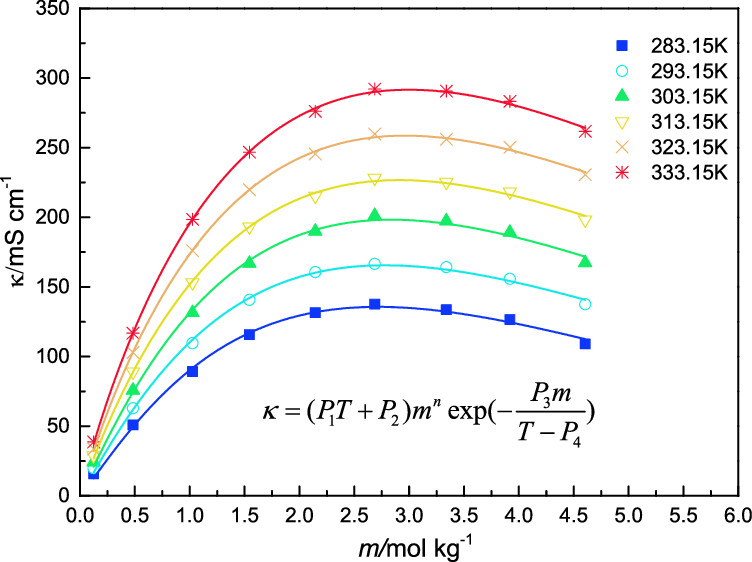 350
300
250
200
150
100
50
0
κ/mS cm⁻¹
283.15K
293.15K
303.15K
313.15K
323.15K
333.15K
κ = (P₁T + P₂)mⁿ exp(-P₃m/(T - P₄))
0.0 0.5 1.0 1.5 2.0 2.5 3.0 3.5 4.0 4.5 5.0 5.5 6.0
m/mol kg⁻¹